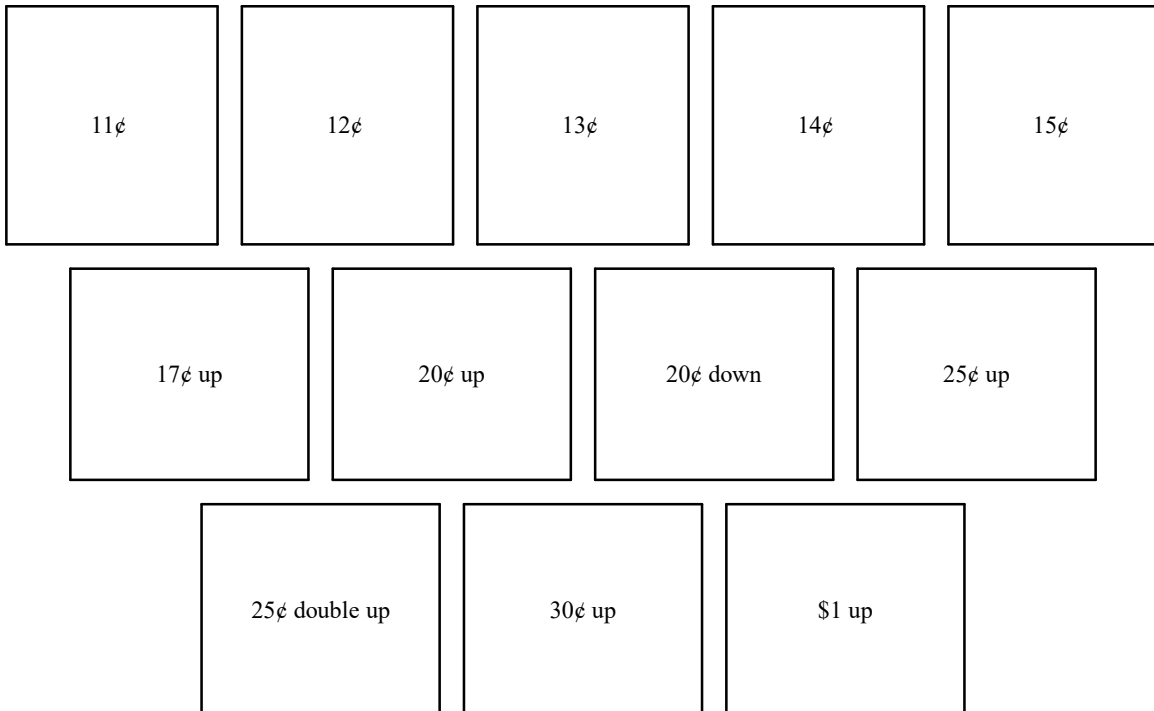 11¢
12¢
13¢
14¢
15¢
17¢ up
20¢ up
20¢ down
25¢ up
25¢ double up
30¢ up
$1 up